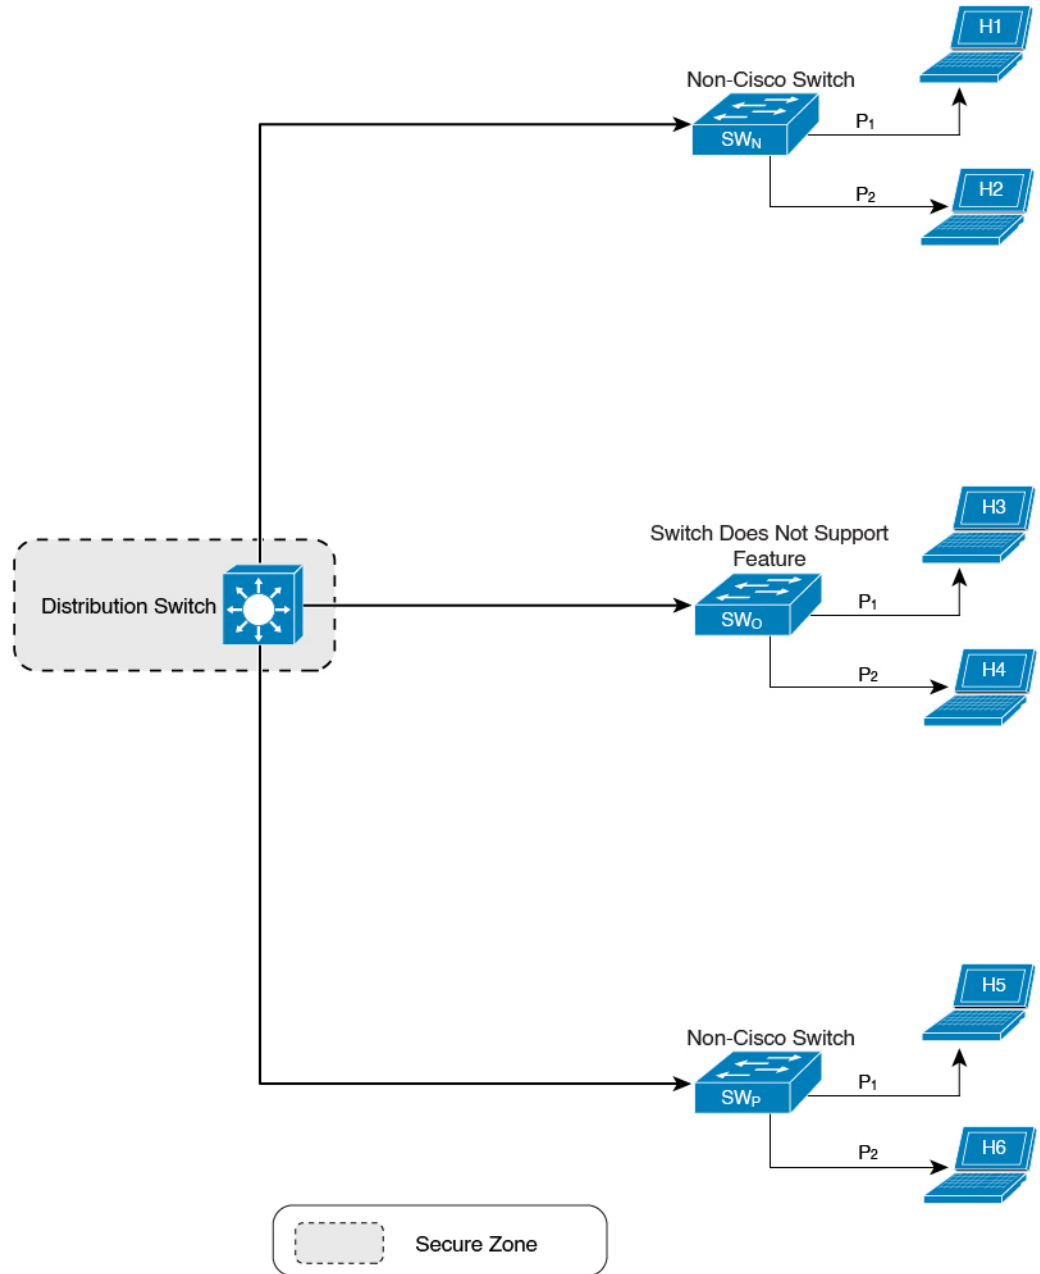 H1
Non-Cisco Switch
SWN
P1
H2
P2
H3
Switch Does Not Support
Feature
Distribution Switch
SWO
P1
H4
P2
H5
Non-Cisco Switch
SWP
P1
H6
P2
Secure Zone